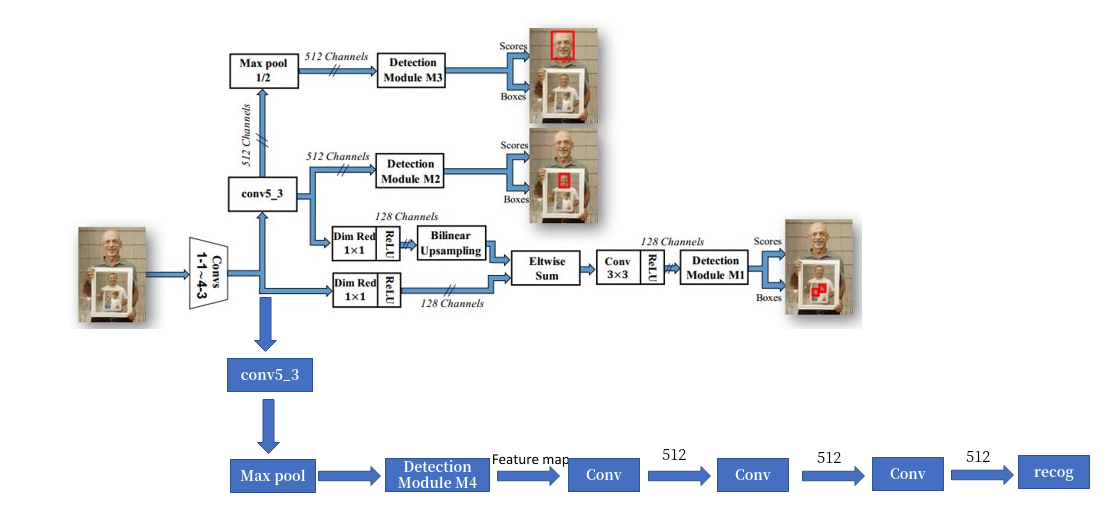 512 Channels
Max pool
1/2
Detection
Module M3
Scores
Boxes
512 Channels
512 Channels
Detection
Module M2
Scores
Boxes
conv5_3
128 Channels
Dim Red
1×1
ReLU
Bilinear
Upsampling
Convs
1-1~4-3
Dim Red
1×1
ReLU
128 Channels
Eltwise
Sum
Conv
3×3
ReLU
128 Channels
Detection
Module M1
Scores
Boxes
conv5_3
Max pool
Detection
Module M4
Feature map
Conv
512
Conv
512
Conv
512
recog